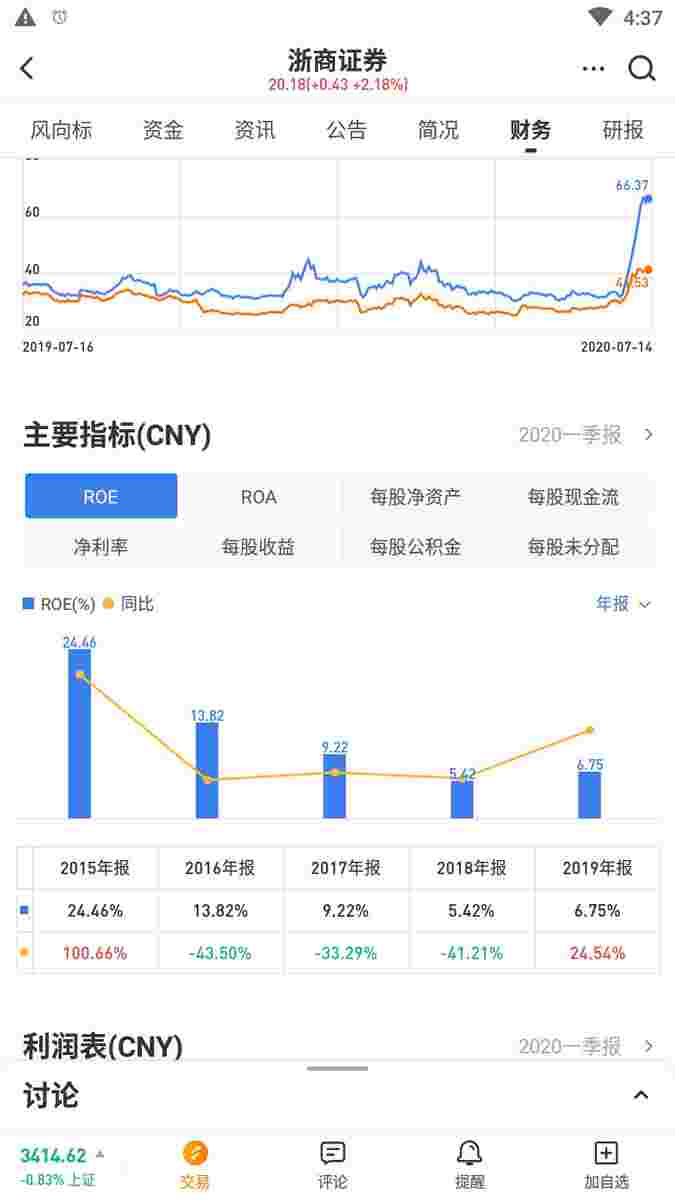 4:37
浙商证券
20.18(+0.43 +2.18%)
风向标 资金 资讯 公告 简况 财务 研报
66.37
60
40
20
2019-07-16 2020-07-14
主要指标(CNY) 2020一季报
ROE ROA 每股净资产 每股现金流
净利率 每股收益 每股公积金 每股未分配
ROE(%) 同比 年报
24.46
13.82
9.22
5.42
6.75
2015年报 2016年报 2017年报 2018年报 2019年报
24.46% 13.82% 9.22% 5.42% 6.75%
100.66% -43.50% -33.29% -41.21% 24.54%
利润表(CNY) 2020一季报
讨论
3414.62
-0.83% 上证
交易 评论 提醒 加自选